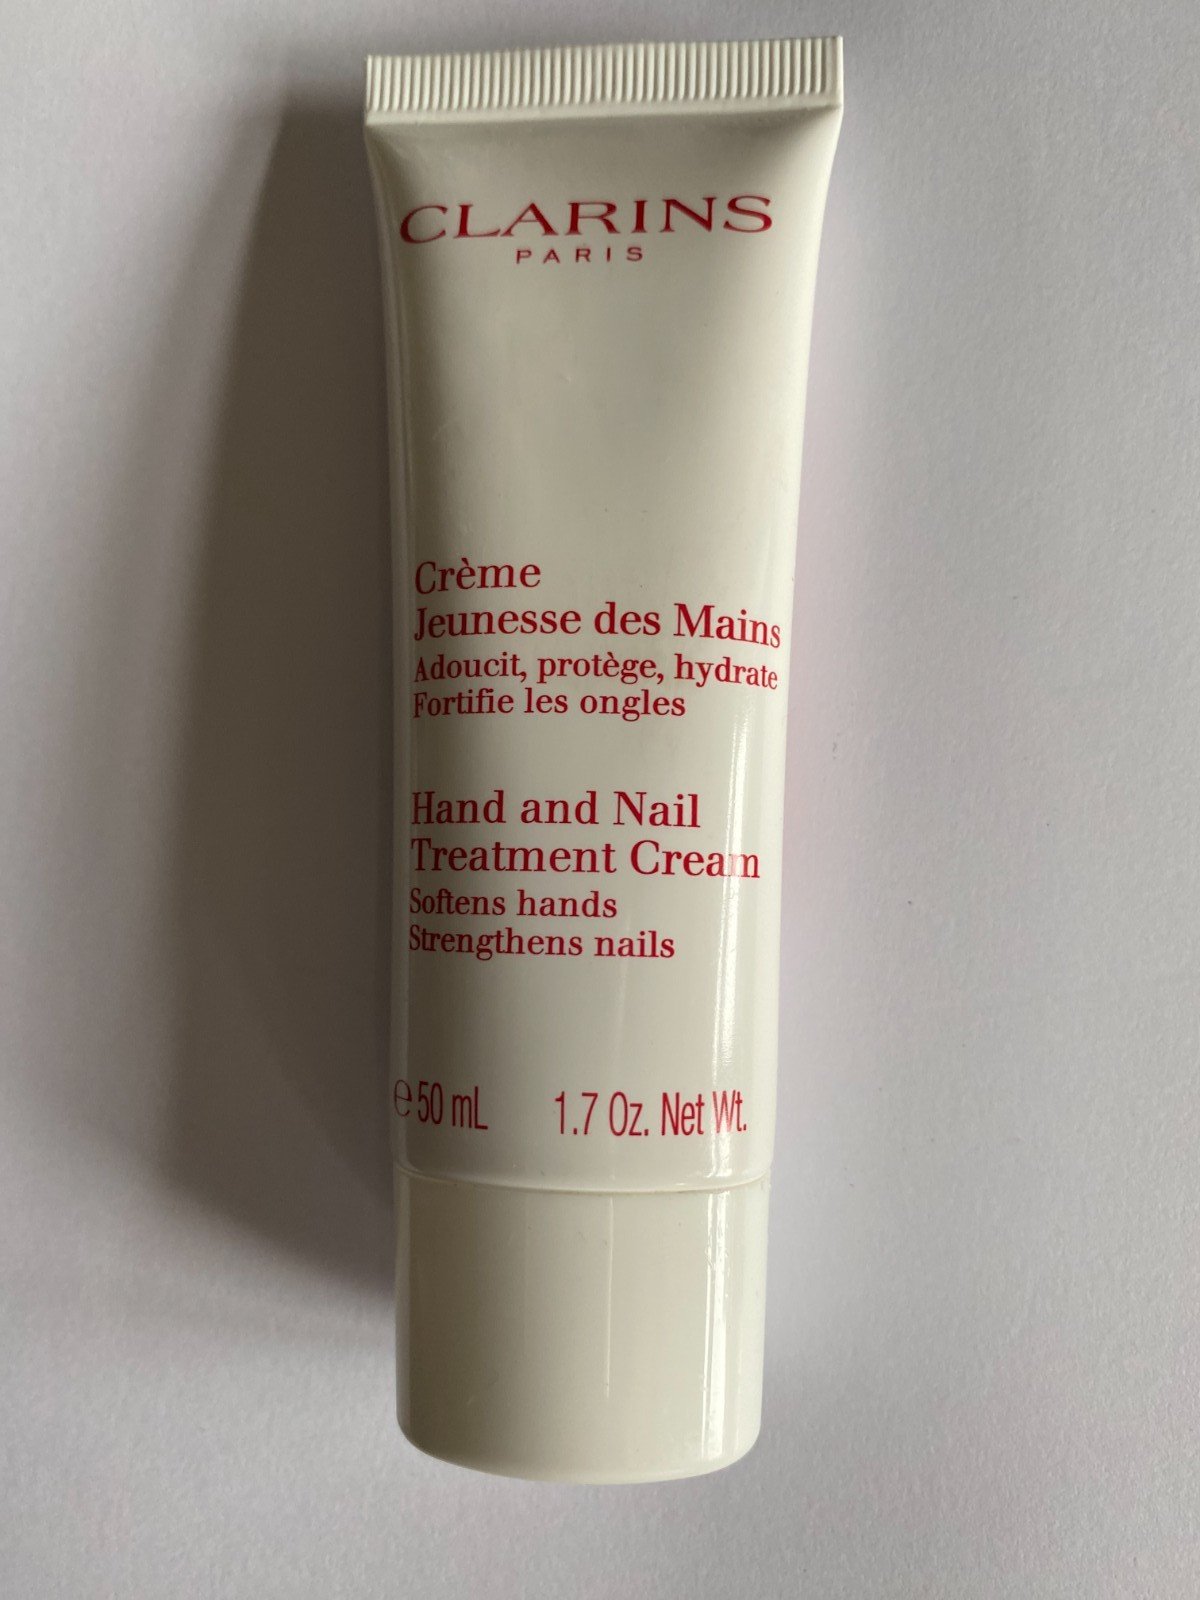 CLARINS
PARIS
Crème
Jeunesse des Mains
Adoucit, protège, hydrate
Fortifie les ongles
Hand and Nail
Treatment Cream
Softens hands
Strengthens nails
℮50 mL 1.7 Oz. Net Wt.